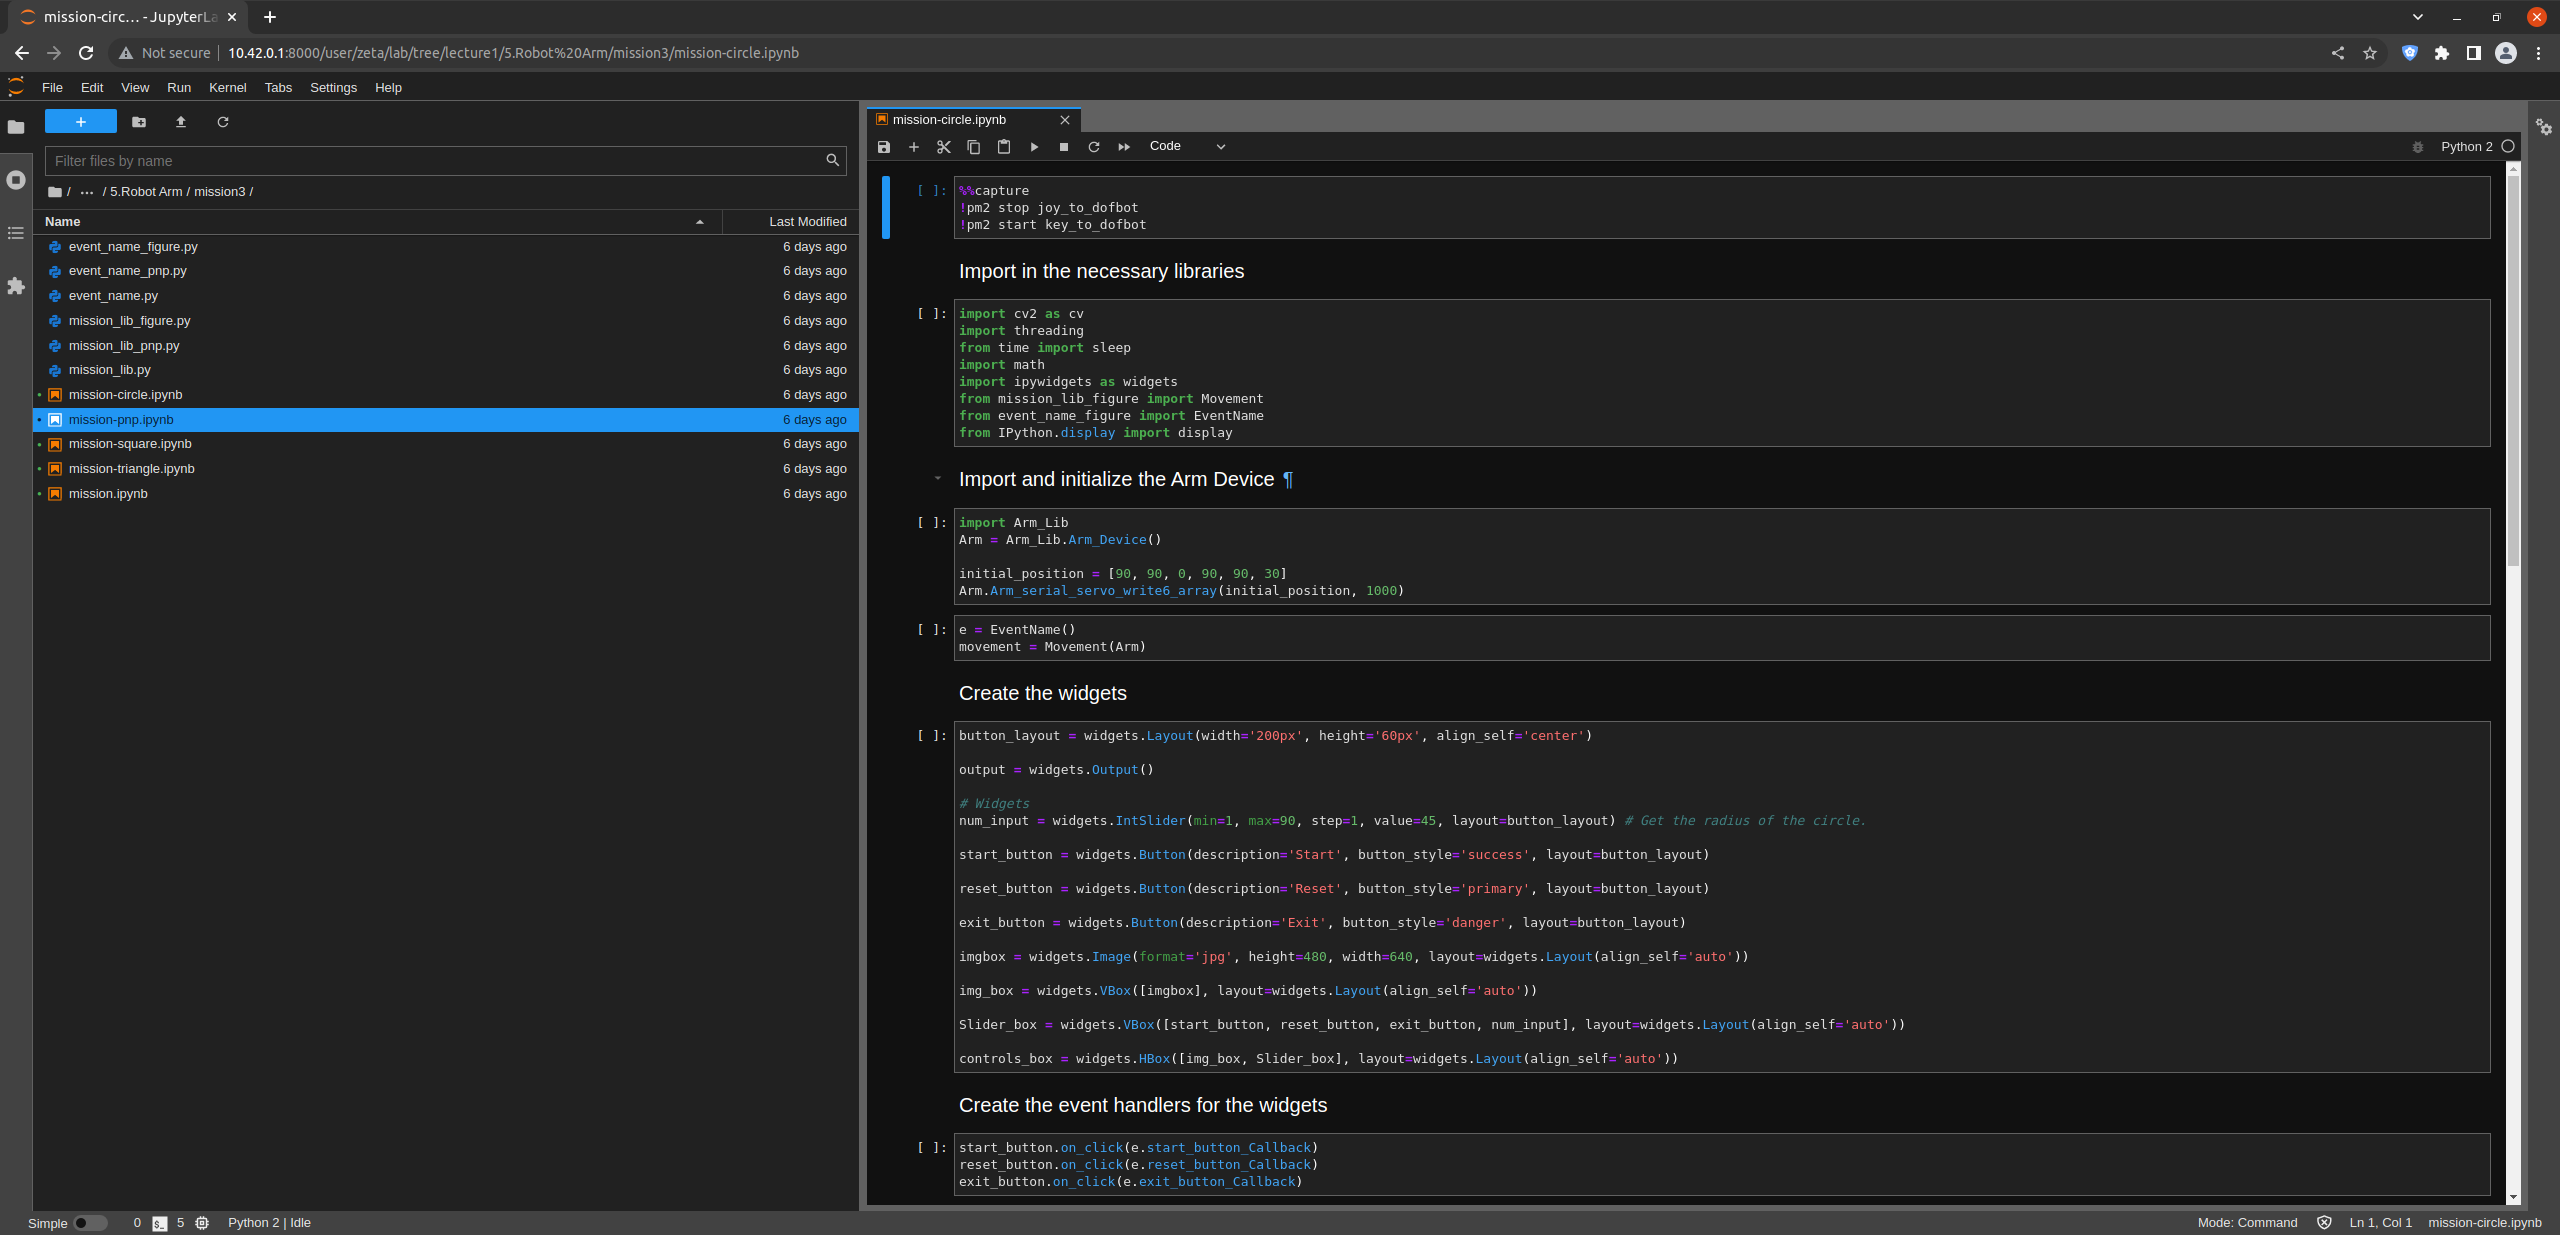 mission-circ… - JupyterLa
Not secure
10.42.0.1:8000/user/zeta/lab/tree/lecture1/5.Robot%20Arm/mission3/mission-circle.ipynb
File Edit View Run Kernel Tabs Settings Help
Filter files by name
/ ··· / 5.Robot Arm / mission3 /
Name Last Modified
event_name_figure.py 6 days ago
event_name_pnp.py 6 days ago
event_name.py 6 days ago
mission_lib_figure.py 6 days ago
mission_lib_pnp.py 6 days ago
mission_lib.py 6 days ago
mission-circle.ipynb 6 days ago
mission-pnp.ipynb 6 days ago
mission-square.ipynb 6 days ago
mission-triangle.ipynb 6 days ago
mission.ipynb 6 days ago
mission-circle.ipynb
Code
Python 2
[ ]: %%capture
!pm2 stop joy_to_dofbot
!pm2 start key_to_dofbot
Import in the necessary libraries
[ ]: import cv2 as cv
import threading
from time import sleep
import math
import ipywidgets as widgets
from mission_lib_figure import Movement
from event_name_figure import EventName
from IPython.display import display
Import and initialize the Arm Device ¶
[ ]: import Arm_Lib
Arm = Arm_Lib.Arm_Device()
initial_position = [90, 90, 0, 90, 90, 30]
Arm.Arm_serial_servo_write6_array(initial_position, 1000)
[ ]: e = EventName()
movement = Movement(Arm)
Create the widgets
[ ]: button_layout = widgets.Layout(width='200px', height='60px', align_self='center')
output = widgets.Output()
# Widgets
num_input = widgets.IntSlider(min=1, max=90, step=1, value=45, layout=button_layout) # Get the radius of the circle.
start_button = widgets.Button(description='Start', button_style='success', layout=button_layout)
reset_button = widgets.Button(description='Reset', button_style='primary', layout=button_layout)
exit_button = widgets.Button(description='Exit', button_style='danger', layout=button_layout)
imgbox = widgets.Image(format='jpg', height=480, width=640, layout=widgets.Layout(align_self='auto'))
img_box = widgets.VBox([imgbox], layout=widgets.Layout(align_self='auto'))
Slider_box = widgets.VBox([start_button, reset_button, exit_button, num_input], layout=widgets.Layout(align_self='auto'))
controls_box = widgets.HBox([img_box, Slider_box], layout=widgets.Layout(align_self='auto'))
Create the event handlers for the widgets
[ ]: start_button.on_click(e.start_button_Callback)
reset_button.on_click(e.reset_button_Callback)
exit_button.on_click(e.exit_button_Callback)
Simple 0 $_ 5 Python 2 | Idle Mode: Command Ln 1, Col 1 mission-circle.ipynb